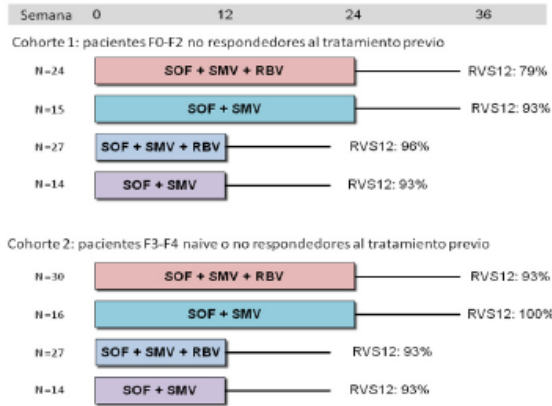 Semana 0 12 24 36
Cohorte 1: pacientes F0-F2 no respondedores al tratamiento previo
N=24 SOF + SMV + RBV RVS12: 79%
N=15 SOF + SMV RVS12: 93%
N=27 SOF + SMV + RBV RVS12: 96%
N=14 SOF + SMV RVS12: 93%
Cohorte 2: pacientes F3-F4 naive o no respondedores al tratamiento previo
N=30 SOF + SMV + RBV RVS12: 93%
N=16 SOF + SMV RVS12: 100%
N=27 SOF + SMV + RBV RVS12: 93%
N=14 SOF + SMV RVS12: 93%